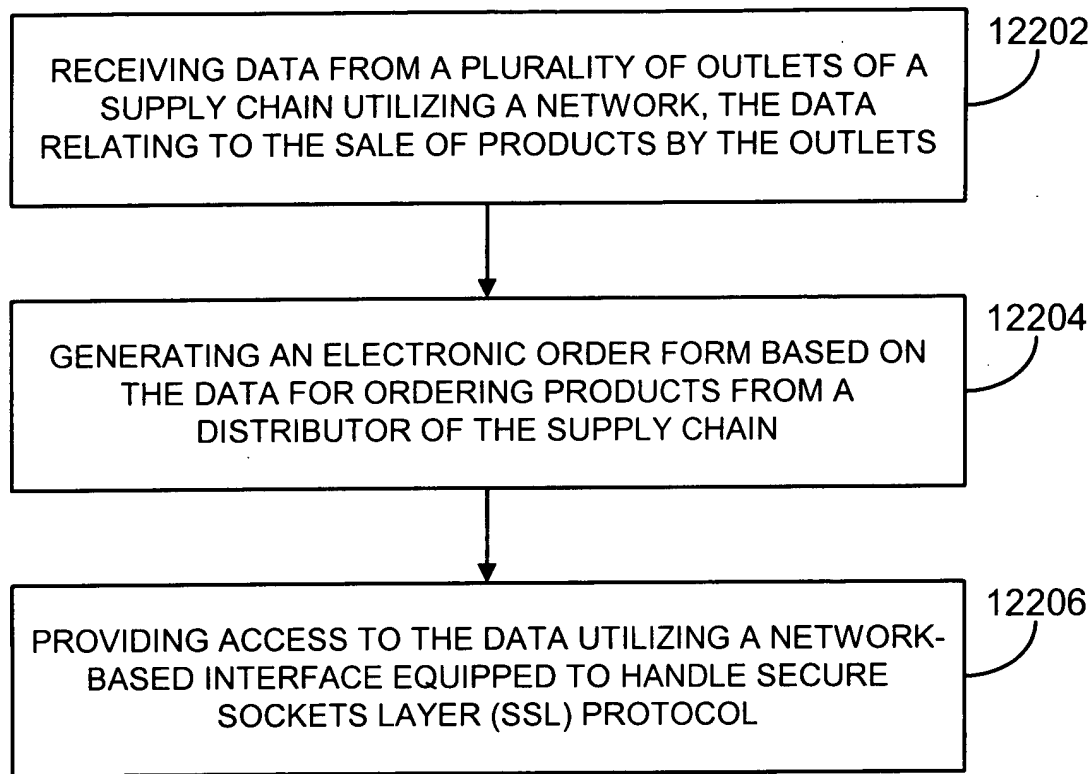 12202
RECEIVING DATA FROM A PLURALITY OF OUTLETS OF A
SUPPLY CHAIN UTILIZING A NETWORK, THE DATA
RELATING TO THE SALE OF PRODUCTS BY THE OUTLETS
12204
GENERATING AN ELECTRONIC ORDER FORM BASED ON
THE DATA FOR ORDERING PRODUCTS FROM A
DISTRIBUTOR OF THE SUPPLY CHAIN
12206
PROVIDING ACCESS TO THE DATA UTILIZING A NETWORK-
BASED INTERFACE EQUIPPED TO HANDLE SECURE
SOCKETS LAYER (SSL) PROTOCOL